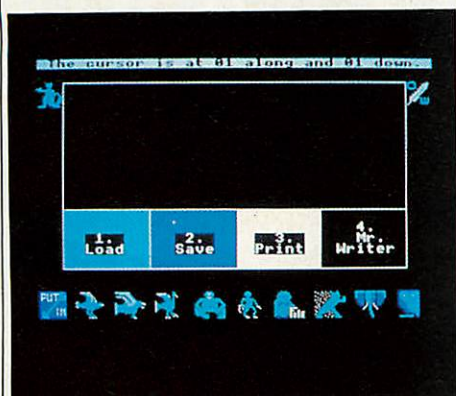 The cursor is at 01 along and 01 down.
1.
Load
2.
Save
3.
Print
4.
Mr.
Writer
PUT
IN